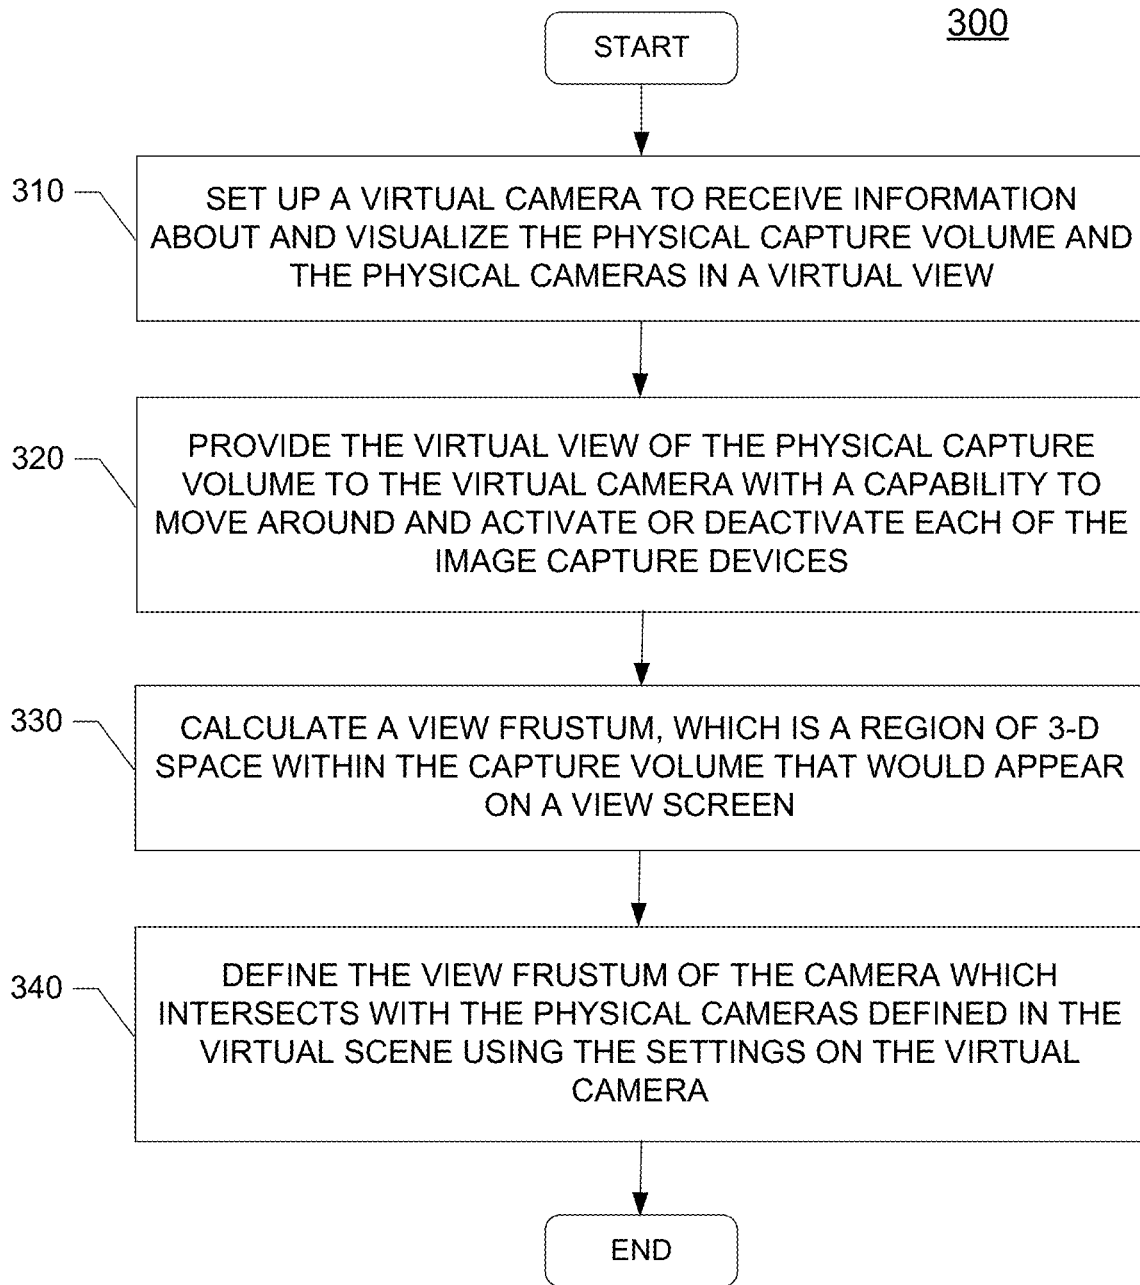 300
START
310
SET UP A VIRTUAL CAMERA TO RECEIVE INFORMATION
ABOUT AND VISUALIZE THE PHYSICAL CAPTURE VOLUME AND
THE PHYSICAL CAMERAS IN A VIRTUAL VIEW
320
PROVIDE THE VIRTUAL VIEW OF THE PHYSICAL CAPTURE
VOLUME TO THE VIRTUAL CAMERA WITH A CAPABILITY TO
MOVE AROUND AND ACTIVATE OR DEACTIVATE EACH OF THE
IMAGE CAPTURE DEVICES
330
CALCULATE A VIEW FRUSTUM, WHICH IS A REGION OF 3-D
SPACE WITHIN THE CAPTURE VOLUME THAT WOULD APPEAR
ON A VIEW SCREEN
340
DEFINE THE VIEW FRUSTUM OF THE CAMERA WHICH
INTERSECTS WITH THE PHYSICAL CAMERAS DEFINED IN THE
VIRTUAL SCENE USING THE SETTINGS ON THE VIRTUAL
CAMERA
END